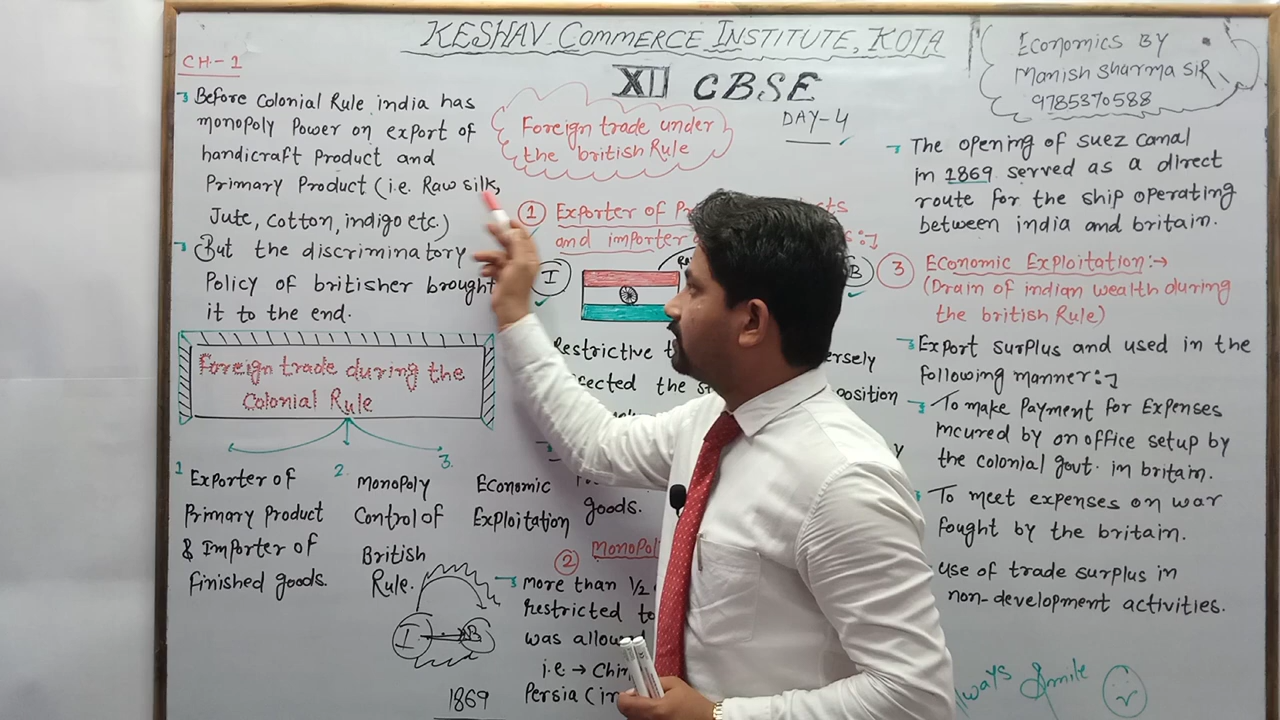 KESHAV COMMERCE INSTITUTE, KOTA
XII CBSE
DAY-4
Economics By
Manish Sharma SiR
9785370588
CH-1
Before Colonial Rule india has
monopoly Power on export of
handicraft Product and
Primary Product (i.e. Raw silk,
Jute, Cotton, indigo etc.)
But the discriminatory
Policy of britisher brought
it to the end.
Foreign trade during the
Colonial Rule
1 Exporter of
Primary Product
& Importer of
Finished goods.
2. Monopoly
Control of
British
Rule.
3.
Economic
Exploitation
I B
1869
Foreign trade under
the british Rule
1 Exporter of
and importer
I
B
Restrictive
the
goods.
2
More than 1/2
restricted to
was
i.e. →
Persia
The opening of suez camal
in 1869 served as a direct
route for the ship operating
between india and britain.
3 Economic Exploitation:→
(Drain of indian wealth during
the british Rule)
Export surplus and used in the
following manner:-
To make Payment for Expenses
incured by on office setup by
the colonial govt. in britain.
To meet expenses on war
fought by the britain.
use of trade surplus in
non-development activities.
Smile